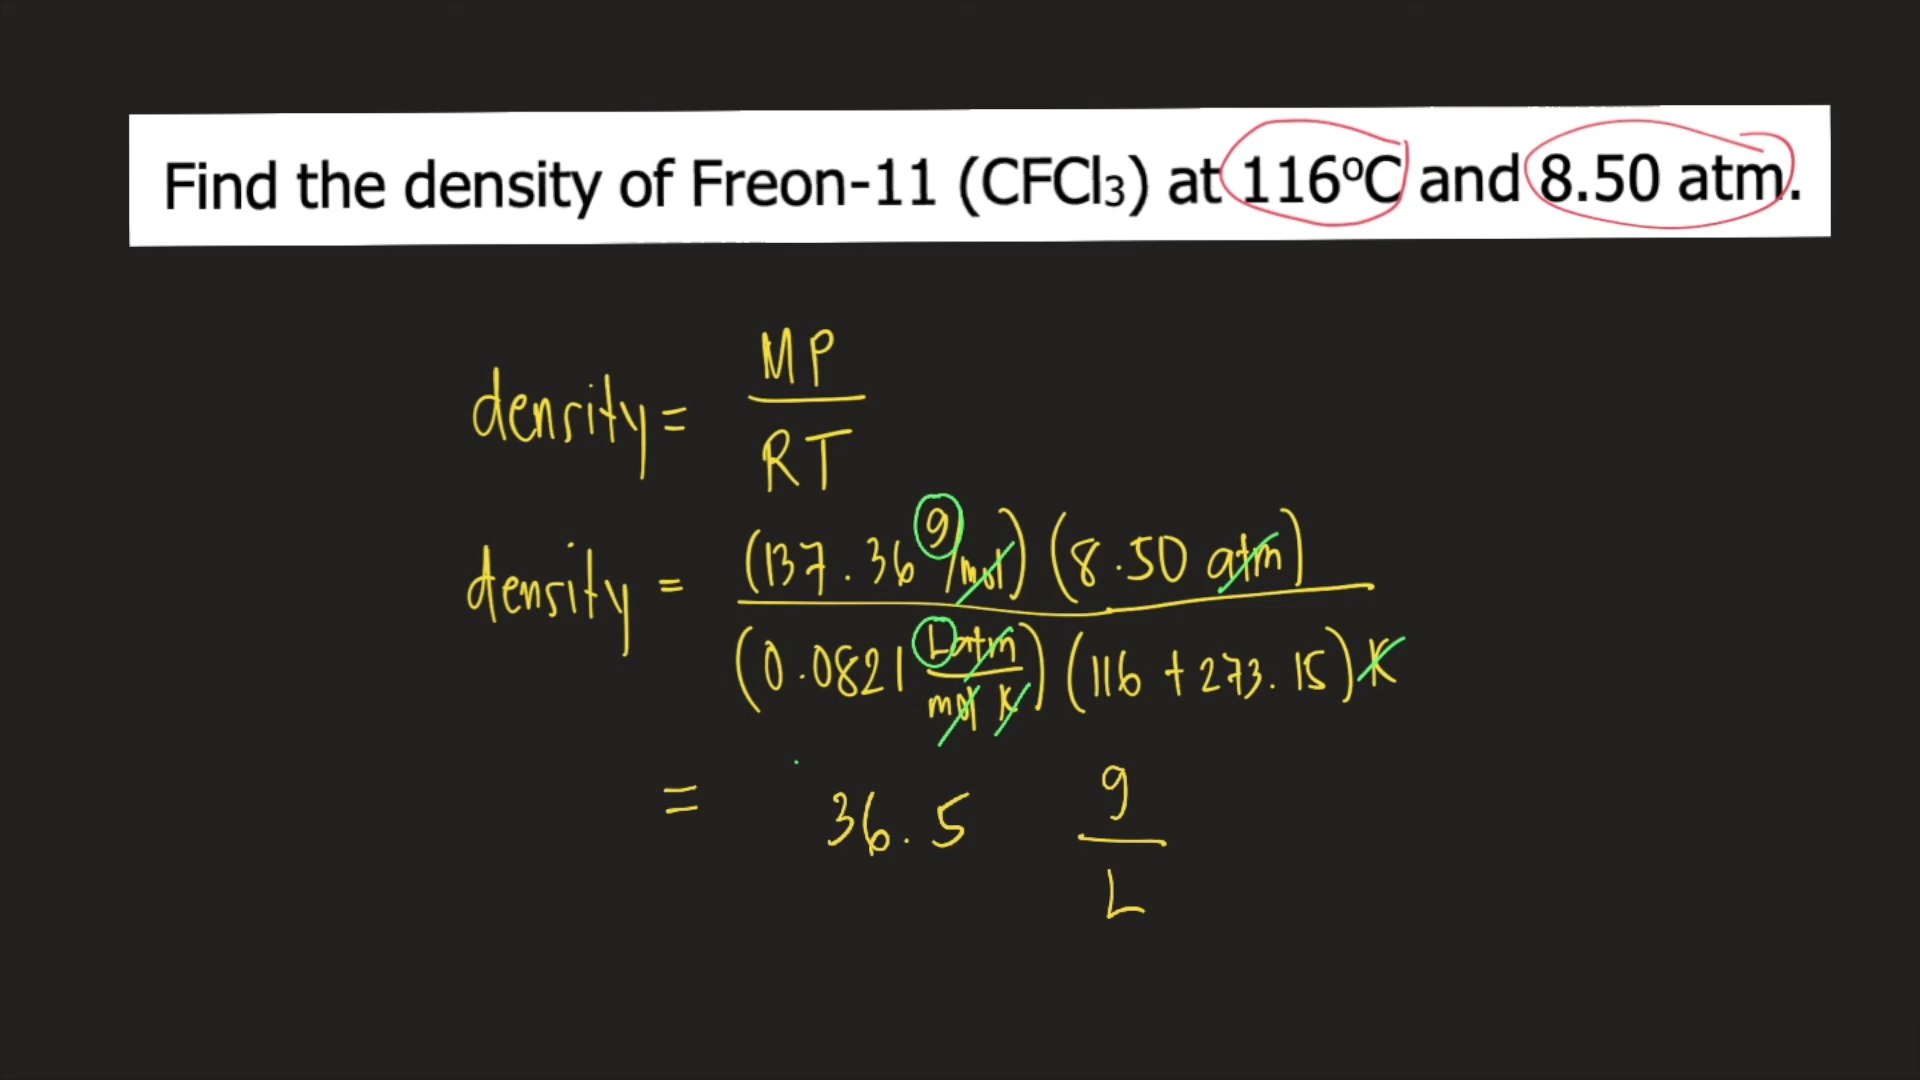 Find the density of Freon-11 (CFCl₃) at 116°C and 8.50 atm.
density = MP / RT
density = (137.36 g/mol) (8.50 atm) / (0.0821 L atm / mol K) (116 + 273.15) K
= 36.5 g / L